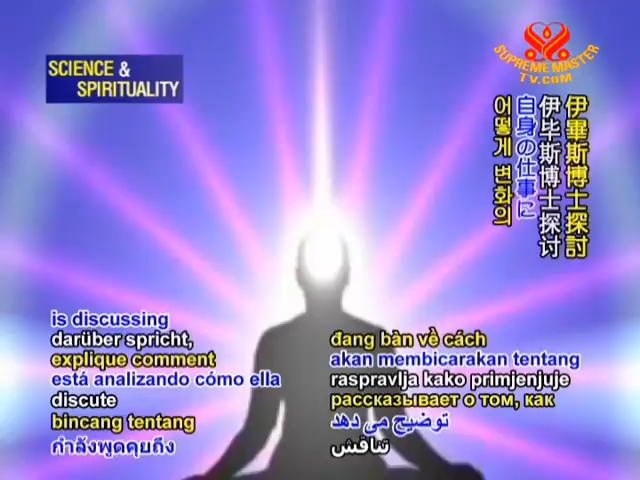 SCIENCE &
SPIRITUALITY
SUPREME MASTER
TV.COM
伊畢斯博士探討
伊毕斯博士探讨
自身の仕事に
어떻게 변화의
is discussing
darüber spricht,
explique comment
está analizando cómo ella
discute
bincang tentang
กำลังพูดคุยถึง
đang bàn về cách
akan membicarakan tentang
raspravlja kako primjenjuje
рассказывает о том, как
توضیح می دهد
تناقش